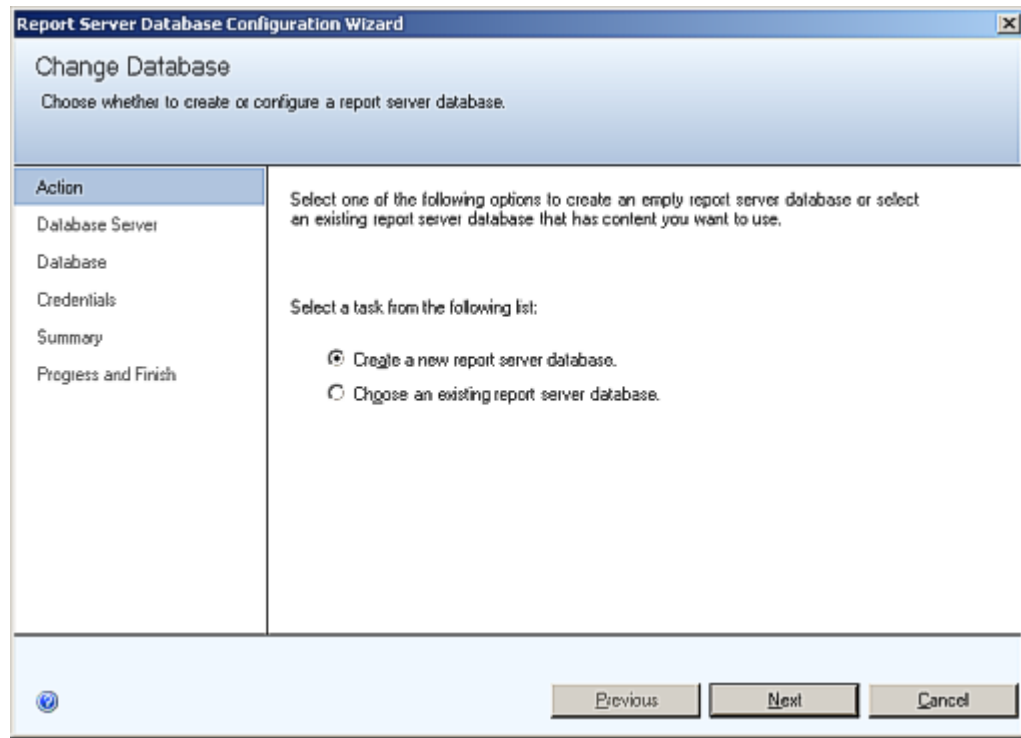 Report Server Database Configuration Wizard
Change Database
Choose whether to create or configure a report server database.
Action
Database Server
Database
Credentials
Summary
Progress and Finish
Select one of the following options to create an empty report server database or select
an existing report server database that has content you want to use.
Select a task from the following list:
Create a new report server database.
Choose an existing report server database.
Previous
Next
Cancel